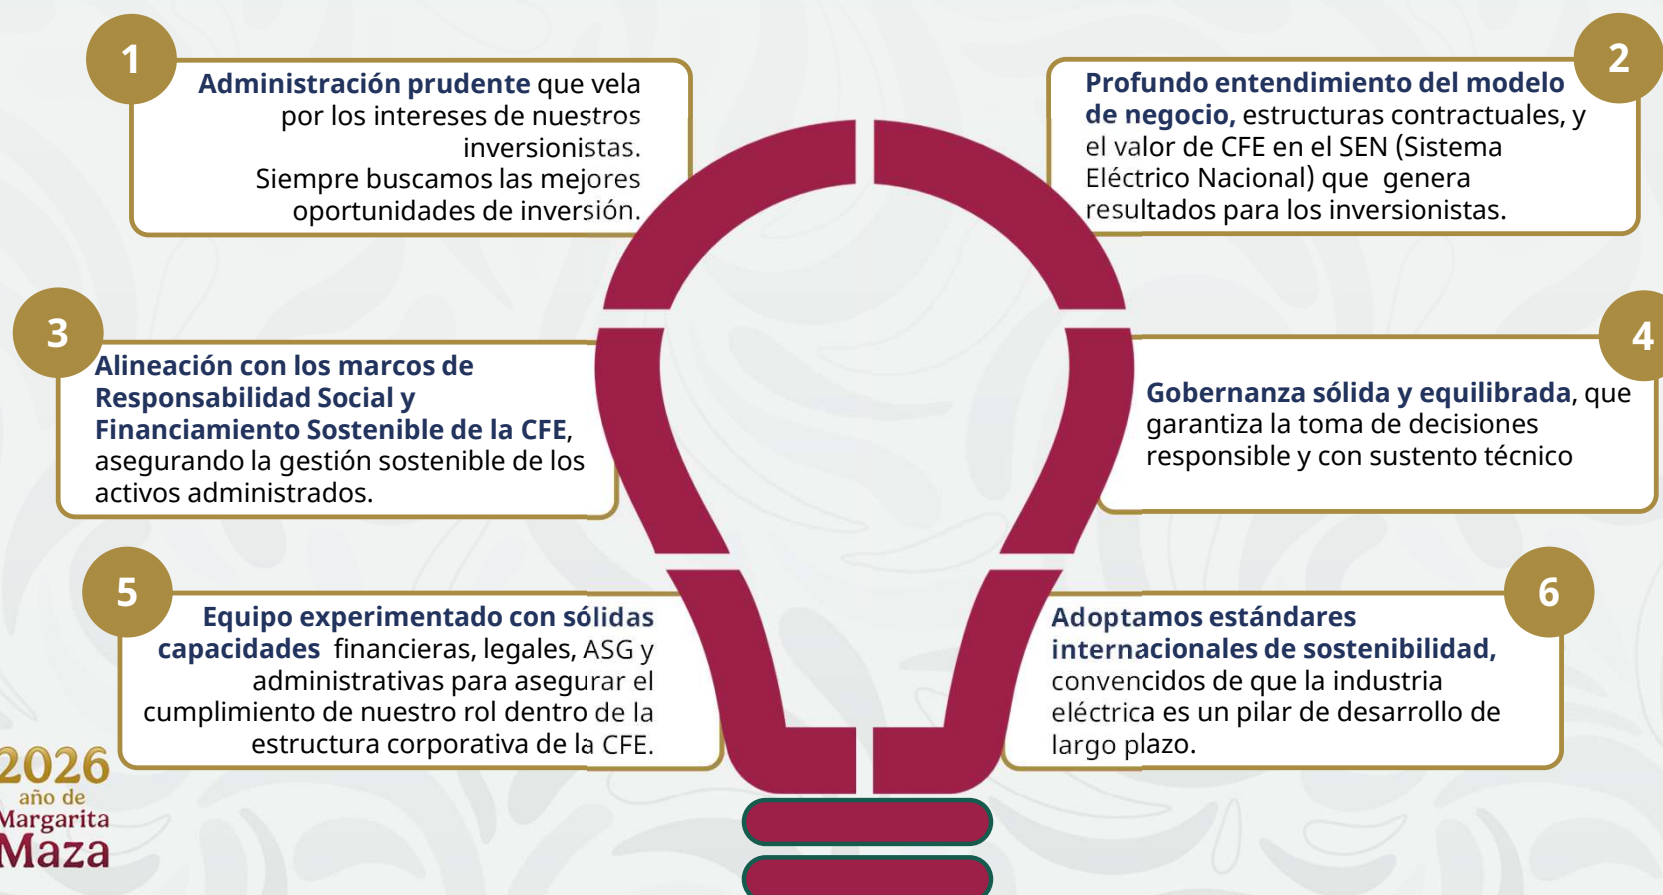 1
Administración prudente que vela
por los intereses de nuestros
inversionistas.
Siempre buscamos las mejores
oportunidades de inversión.
2
Profundo entendimiento del modelo
de negocio, estructuras contractuales, y
el valor de CFE en el SEN (Sistema
Eléctrico Nacional) que genera
resultados para los inversionistas.
3
Alineación con los marcos de
Responsabilidad Social y
Financiamiento Sostenible de la CFE,
asegurando la gestión sostenible de los
activos administrados.
4
Gobernanza sólida y equilibrada, que
garantiza la toma de decisiones
responsible y con sustento técnico
5
Equipo experimentado con sólidas
capacidades financieras, legales, ASG y
administrativas para asegurar el
cumplimiento de nuestro rol dentro de la
estructura corporativa de la CFE.
6
Adoptamos estándares
internacionales de sostenibilidad,
convencidos de que la industria
eléctrica es un pilar de desarrollo de
largo plazo.
2026
año de
Margarita
Maza